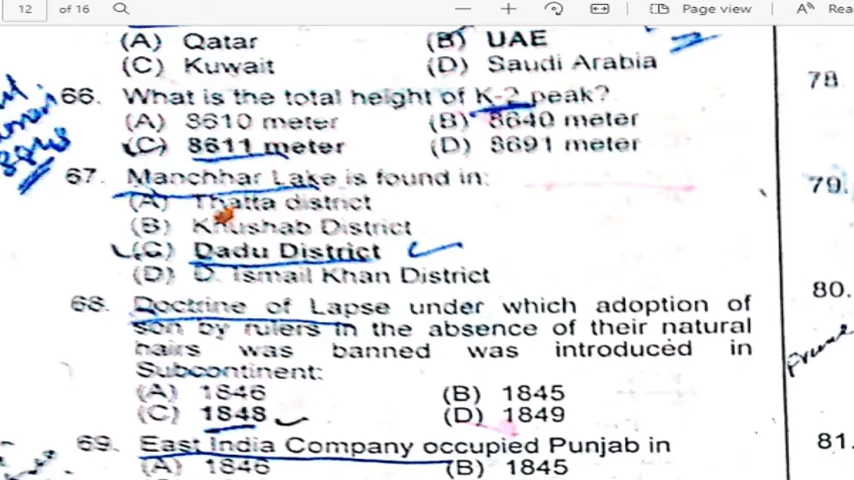 12 of 16 Page view Rea
(A) Qatar (B) UAE
(C) Kuwait (D) Saudi Arabia
66. What is the total height of K-2 peak?
(A) 8610 meter (B) 8640 meter
(C) 8611 meter (D) 8691 meter
8848
67. Manchhar Lake is found in:
(A) Thatta district
(B) Khushab District
(C) Dadu District
(D) D. Ismail Khan District
68. Doctrine of Lapse under which adoption of
son by rulers in the absence of their natural
hairs was banned was introduced in
Subcontinent:
(A) 1846 (B) 1845
(C) 1848 (D) 1849
69. East India Company occupied Punjab in
(A) 1846 (B) 1845
78
79.
80.
81.